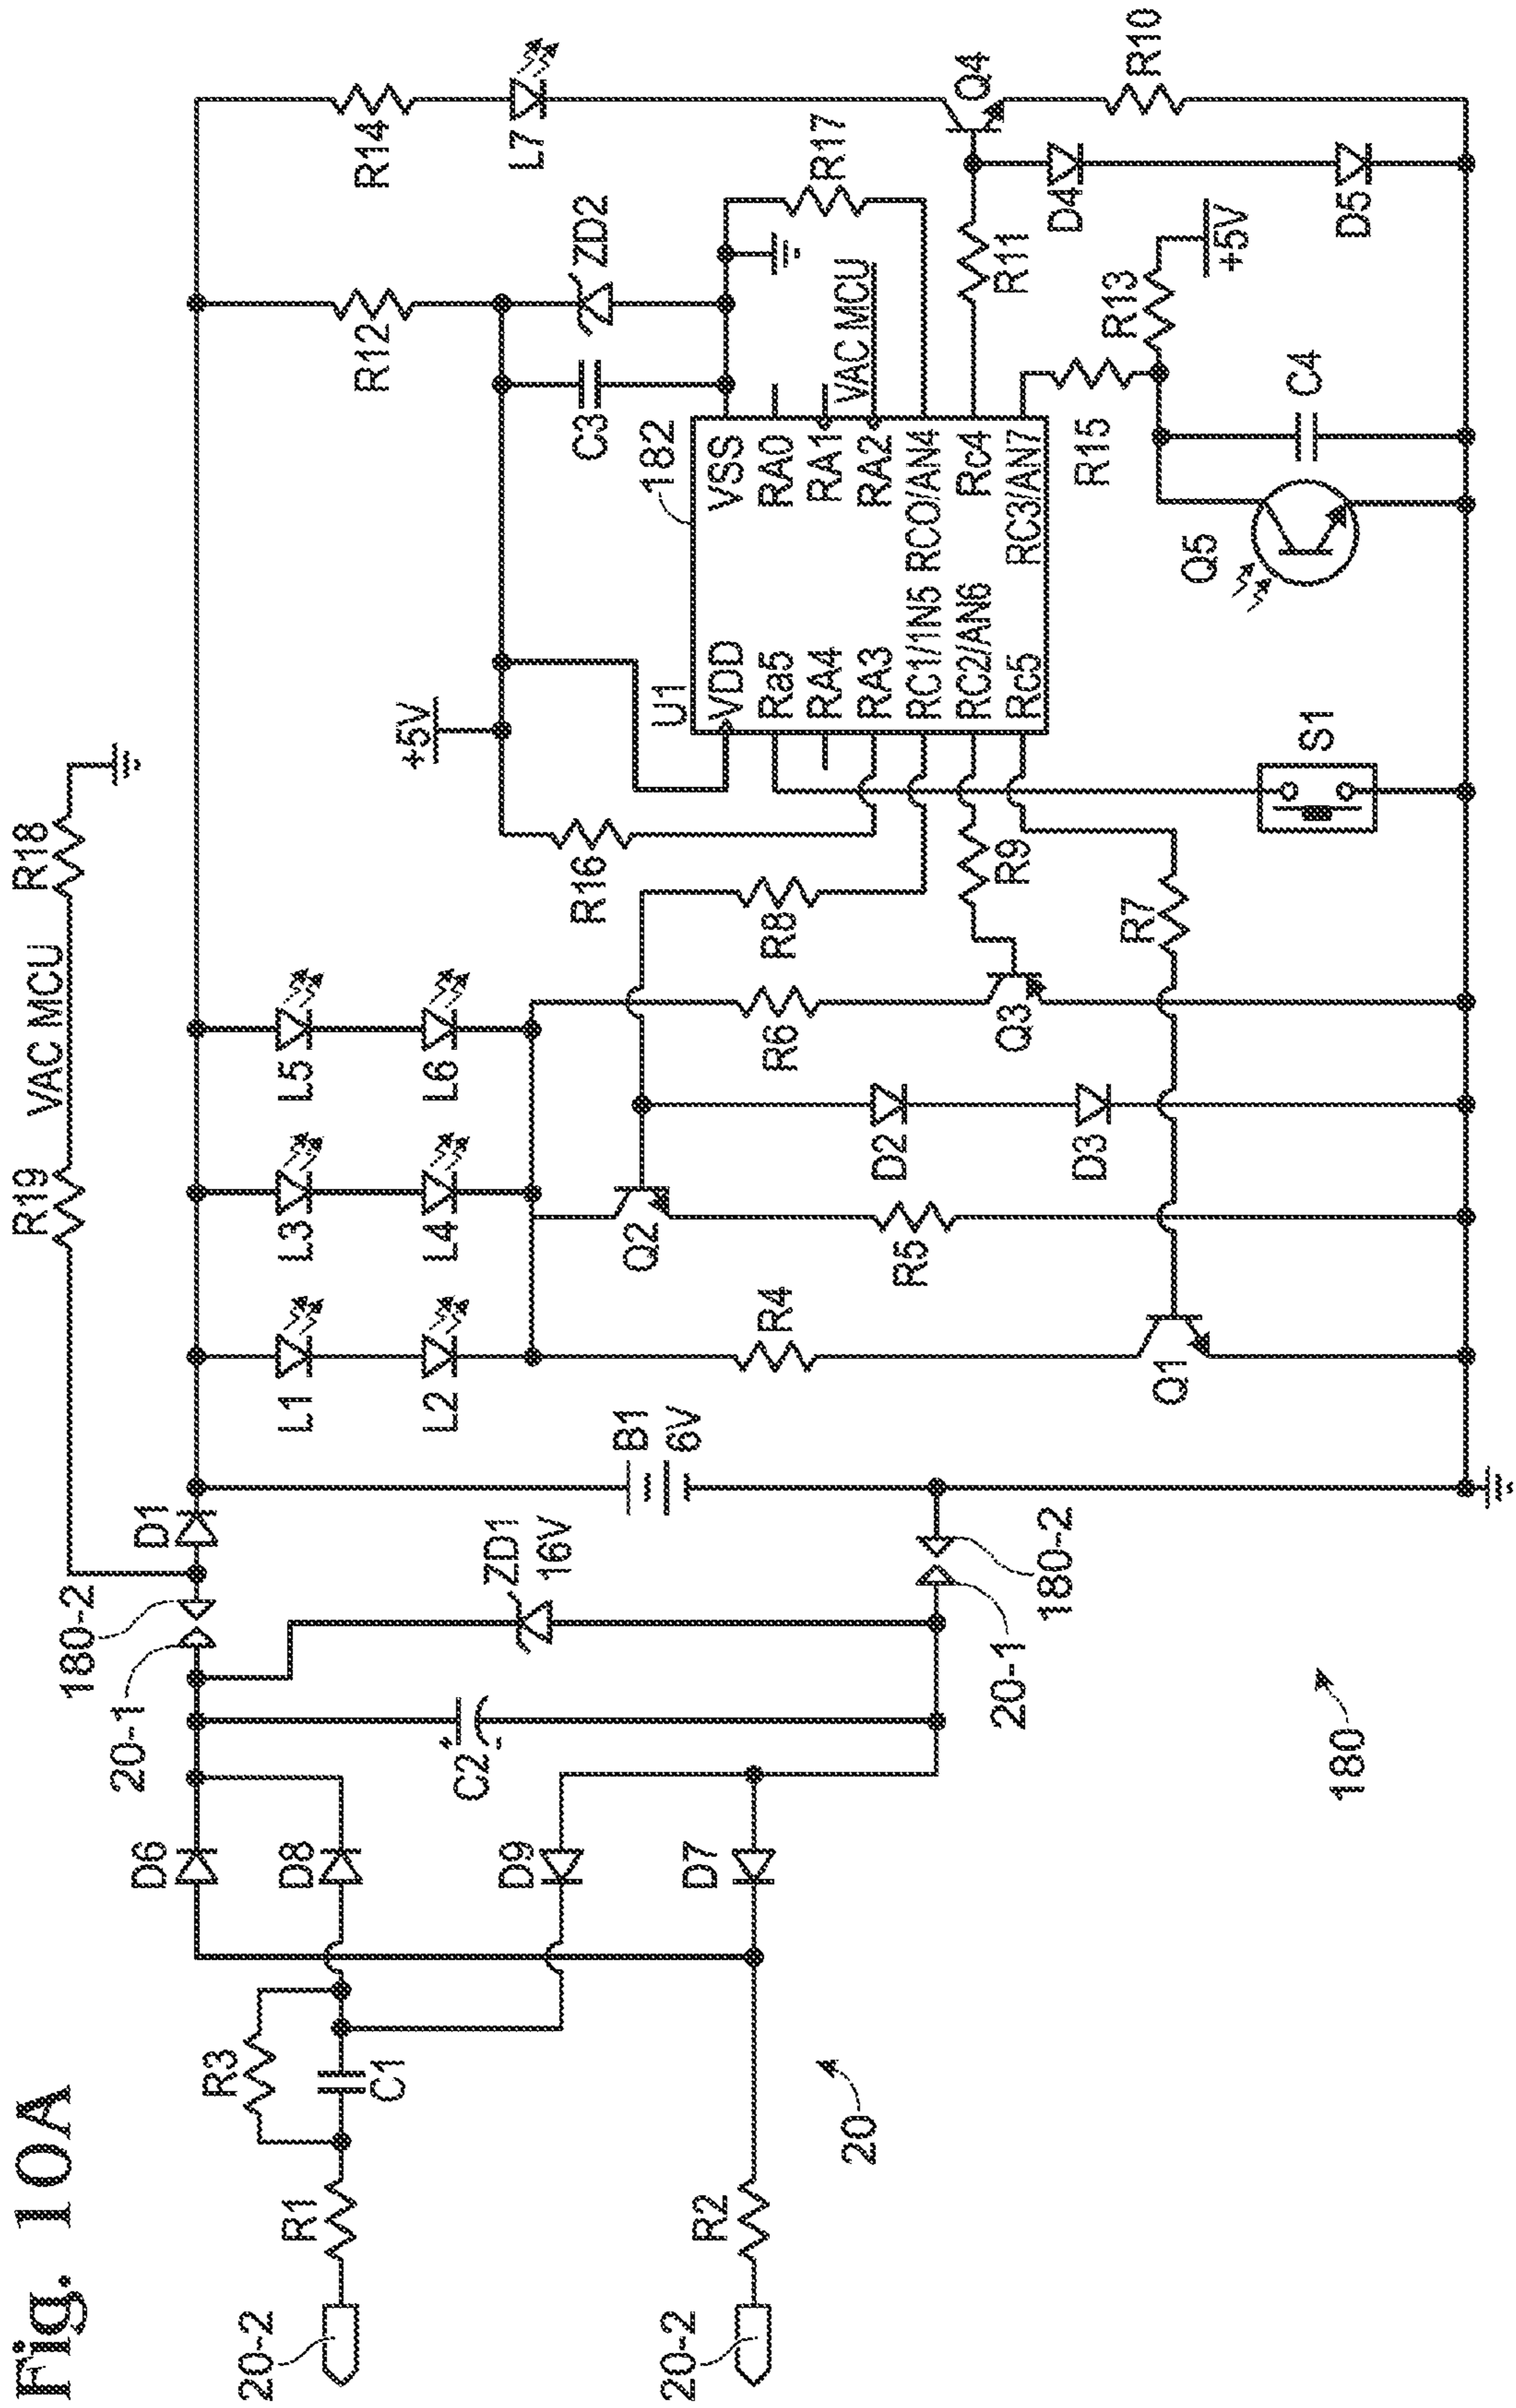 Fig. 10A
R19
VAC MCU
R18
180-2
20-1
D1
D6
D8
D9
D7
R3
C1
R1
R2
20-2
20-2
20
C2
+
-
ZD1
16V
20-1
180-2
180
B1
6V
L1
L2
L3
L4
L5
L6
R4
Q1
Q2
R5
D2
D3
R6
Q3
R8
R9
R7
R16
+5V
U1
182
VDD
Ra5
RA4
RA3
RC1/1N5
RC2/AN6
Rc5
VSS
RA0
RA1
RA2
RCO/AN4
Rc4
RC3/AN7
S1
C3
ZD2
R12
R14
L7
R17
VAC MCU
R11
Q4
R10
D4
D5
R13
+5V
R15
C4
Q5